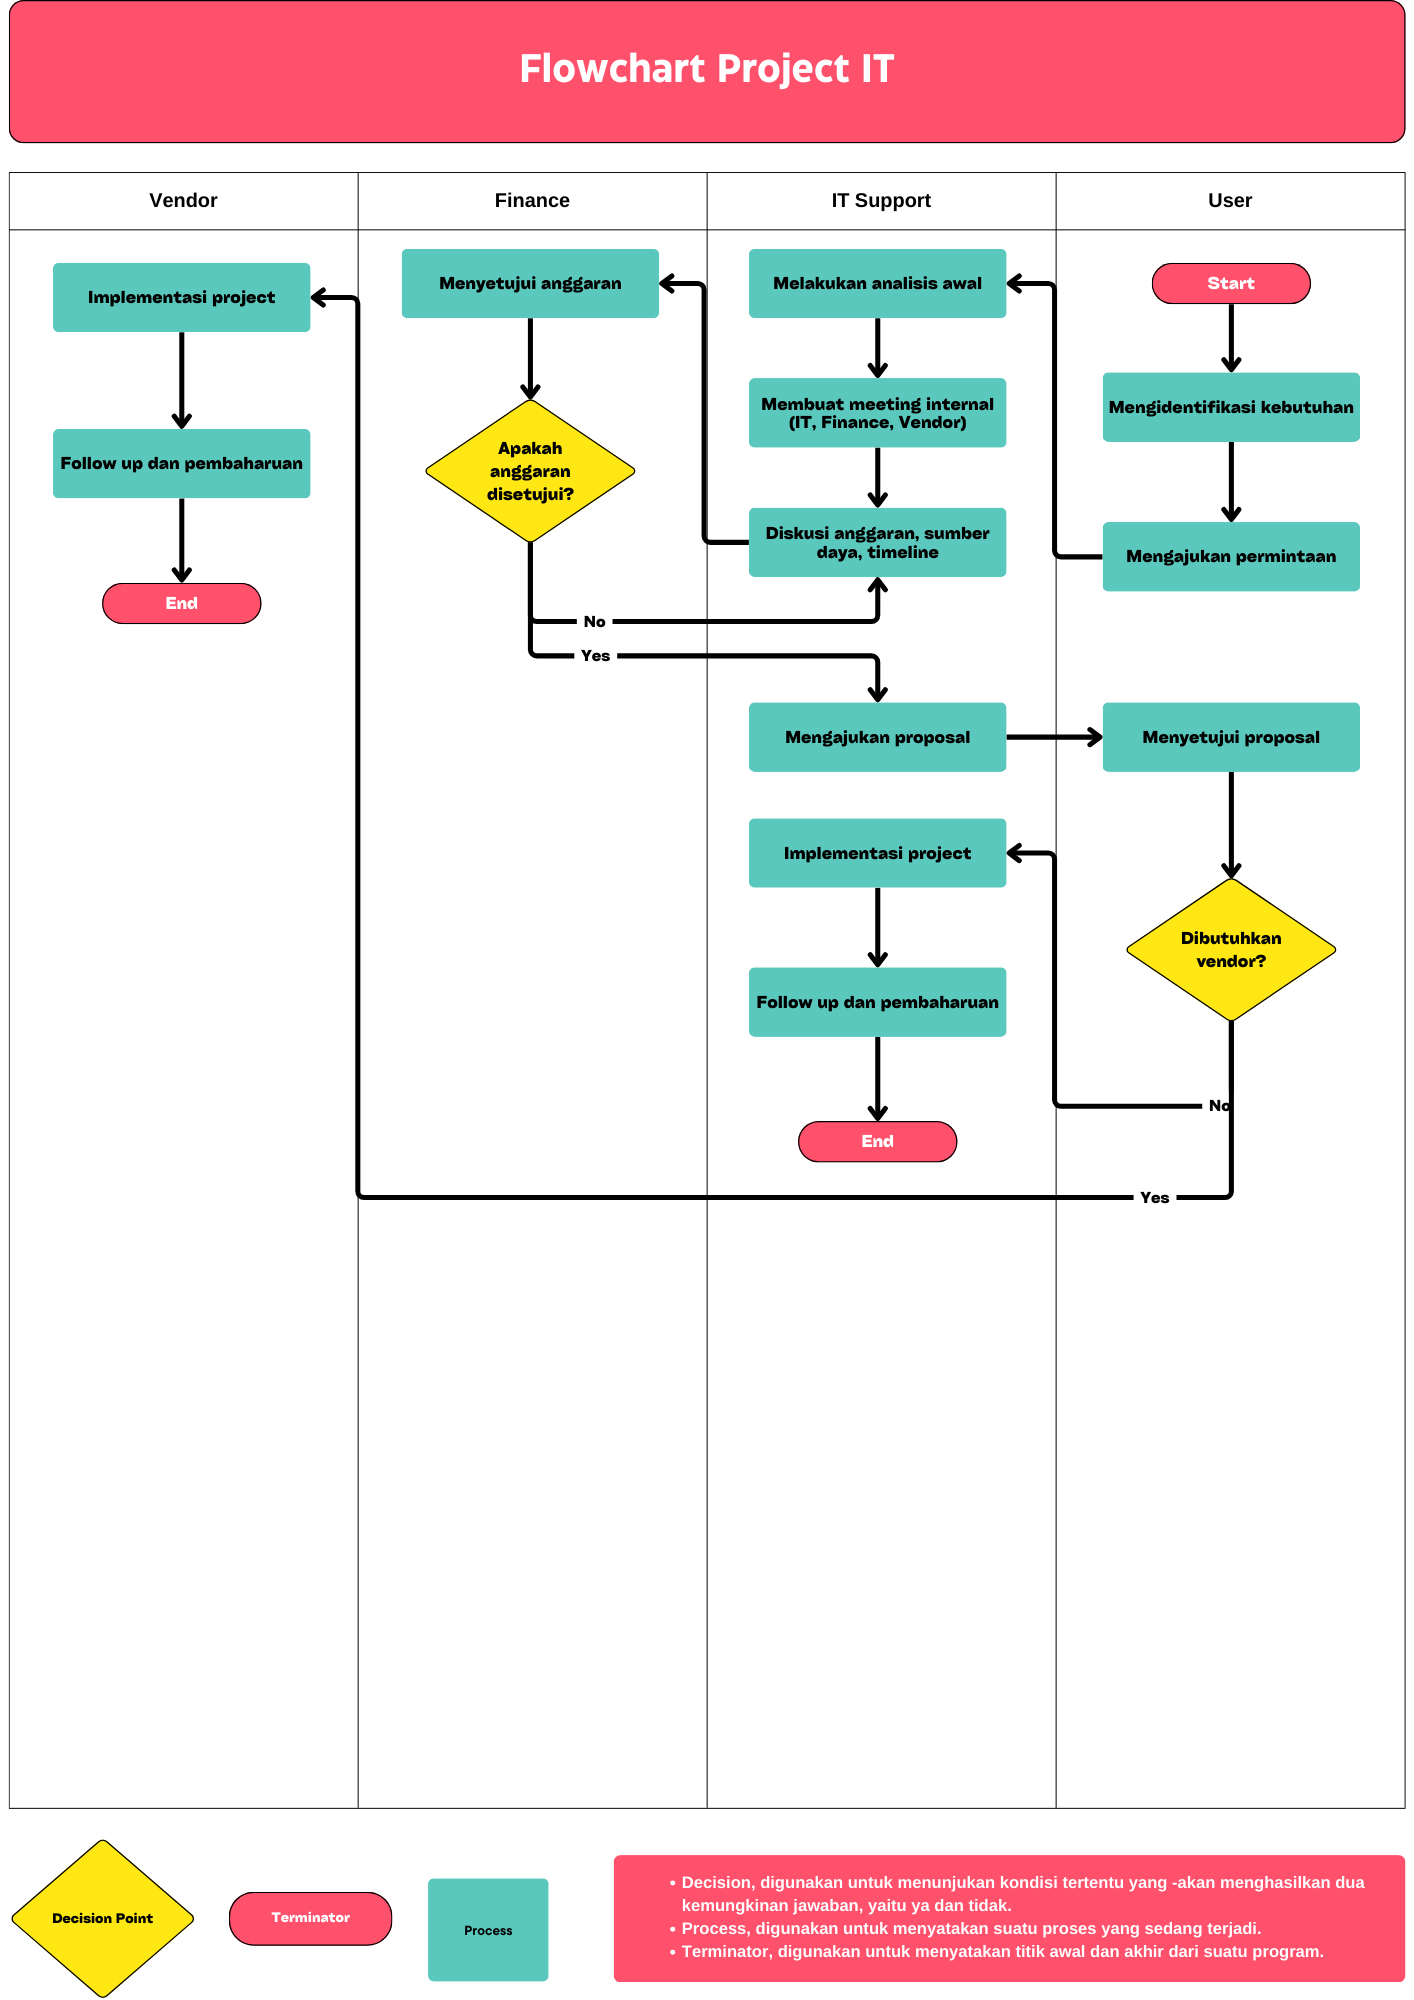 Flowchart Project IT
Vendor
Finance
IT Support
User
Implementasi project
Follow up dan pembaharuan
End
Menyetujui anggaran
Apakah
anggaran
disetujui?
No
Yes
Melakukan analisis awal
Membuat meeting internal
(IT, Finance, Vendor)
Diskusi anggaran, sumber
daya, timeline
Mengajukan proposal
Implementasi project
Follow up dan pembaharuan
End
Start
Mengidentifikasi kebutuhan
Mengajukan permintaan
Menyetujui proposal
Dibutuhkan
vendor?
No
Yes
Decision Point
Terminator
Process
• Decision, digunakan untuk menunjukan kondisi tertentu yang -akan menghasilkan dua
kemungkinan jawaban, yaitu ya dan tidak.
• Process, digunakan untuk menyatakan suatu proses yang sedang terjadi.
• Terminator, digunakan untuk menyatakan titik awal dan akhir dari suatu program.